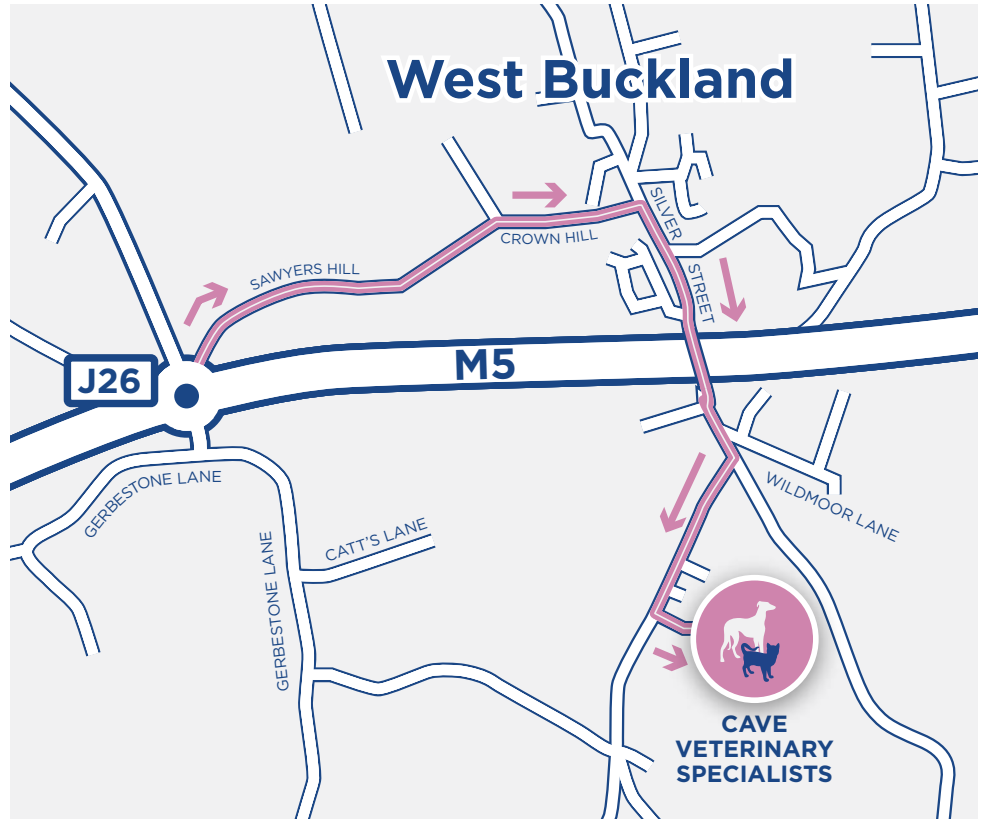 West Buckland
SILVER
CROWN HILL
SAWYERS HILL
STREET
M5
J26
GERBESTONE LANE
WILDMOOR LANE
CATT'S LANE
GERBESTONE LANE
CAVE
VETERINARY
SPECIALISTS